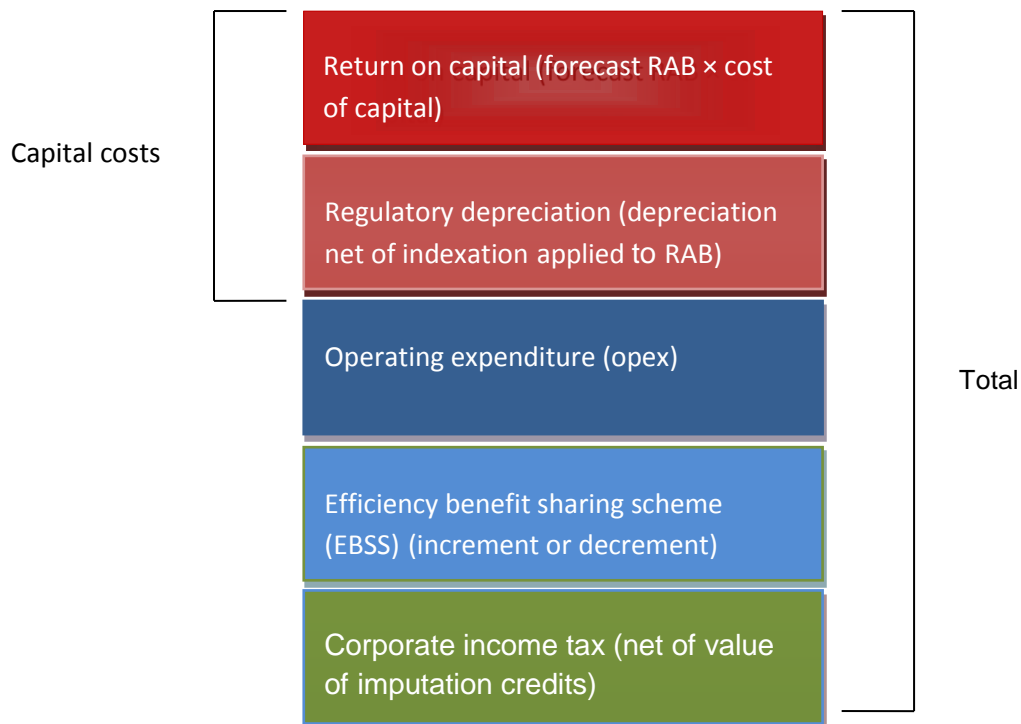 Return on capital (forecast RAB × cost
of capital)
Capital costs
Regulatory depreciation (depreciation
net of indexation applied to RAB)
Operating expenditure (opex)
Total
Efficiency benefit sharing scheme
(EBSS) (increment or decrement)
Corporate income tax (net of value
of imputation credits)